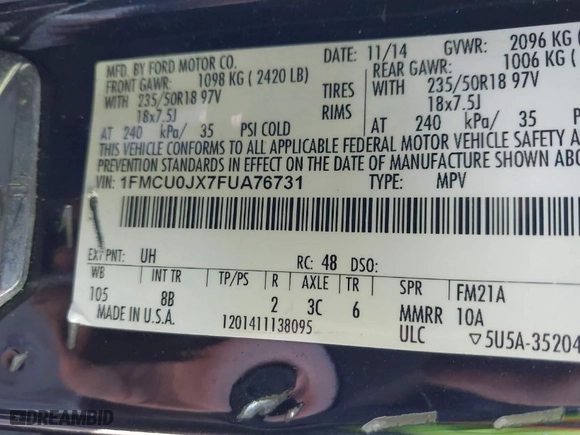 MFD. BY FORD MOTOR CO.
DATE: 11/14 GVWR: 2096 KG
FRONT GAWR: 1098 KG ( 2420 LB) REAR GAWR: 1006 KG (
WITH 235/50R18 97V TIRES WITH 235/50R18 97V
18x7.5J RIMS 18x7.5J
AT 240 kPa/ 35 PSI COLD AT 240 kPa/ 35
THIS VEHICLE CONFORMS TO ALL APPLICABLE FEDERAL MOTOR VEHICLE SAFETY
PREVENTION STANDARDS IN EFFECT ON THE DATE OF MANUFACTURE SHOWN
VIN: 1FMCU0JX7FUA76731 TYPE: MPV
EXT PNT: UH RC: 48 DSO:
WB INT TR TP/PS R AXLE TR SPR FM21A
105 8B 2 3C 6 MMRR 10A
MADE IN U.S.A. 1201411138095 ULC ▽5U5A-35204
DREAMBID